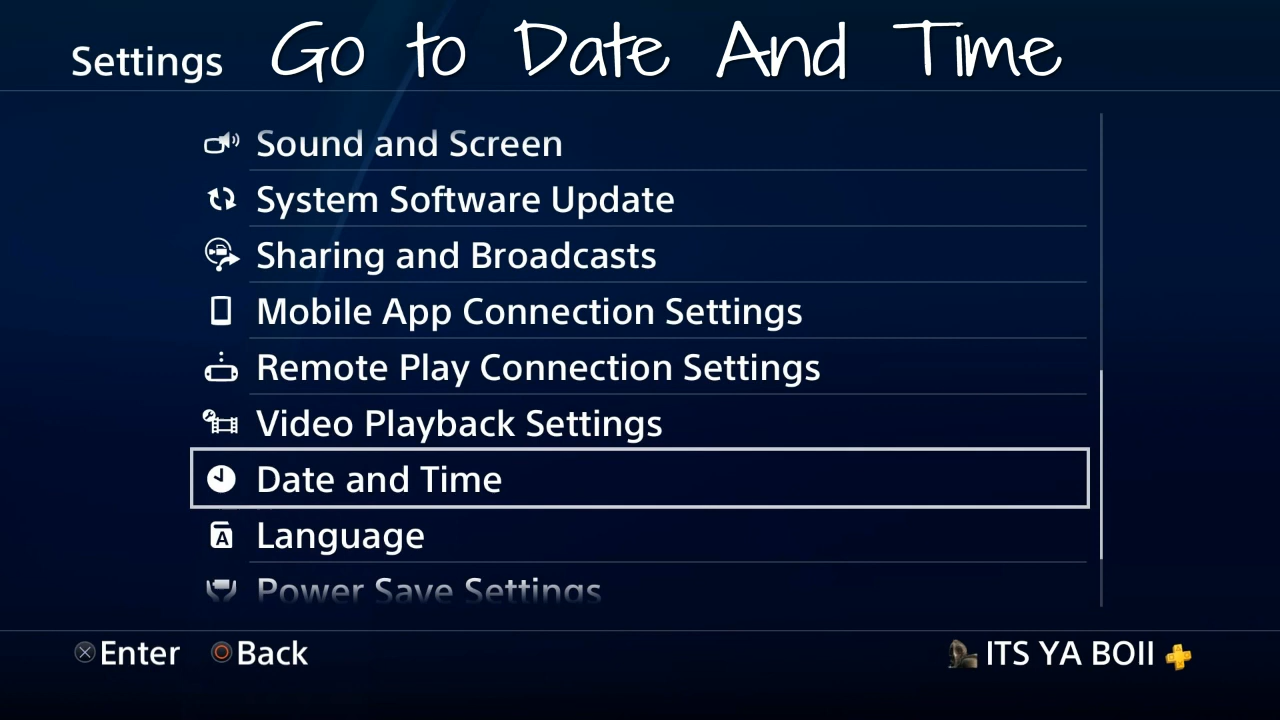 Settings Go to Date And Time
Sound and Screen
System Software Update
Sharing and Broadcasts
Mobile App Connection Settings
Remote Play Connection Settings
Video Playback Settings
Date and Time
Language
Power Save Settings
Enter Back ITS YA BOII